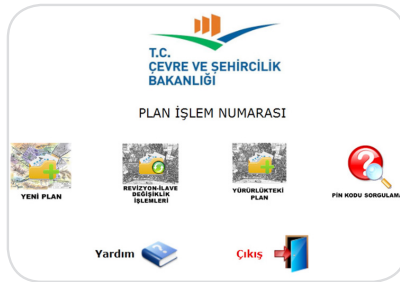 T.C.
ÇEVRE VE ŞEHİRCİLİK
BAKANLIĞI
PLAN İŞLEM NUMARASI
YENİ PLAN
REVİZYON-İLAVE
DEĞİŞİKLİK
İŞLEMLERİ
YÜRÜRLÜKTEKİ
PLAN
PİN KODU SORGULAMA
Yardım
Çıkış